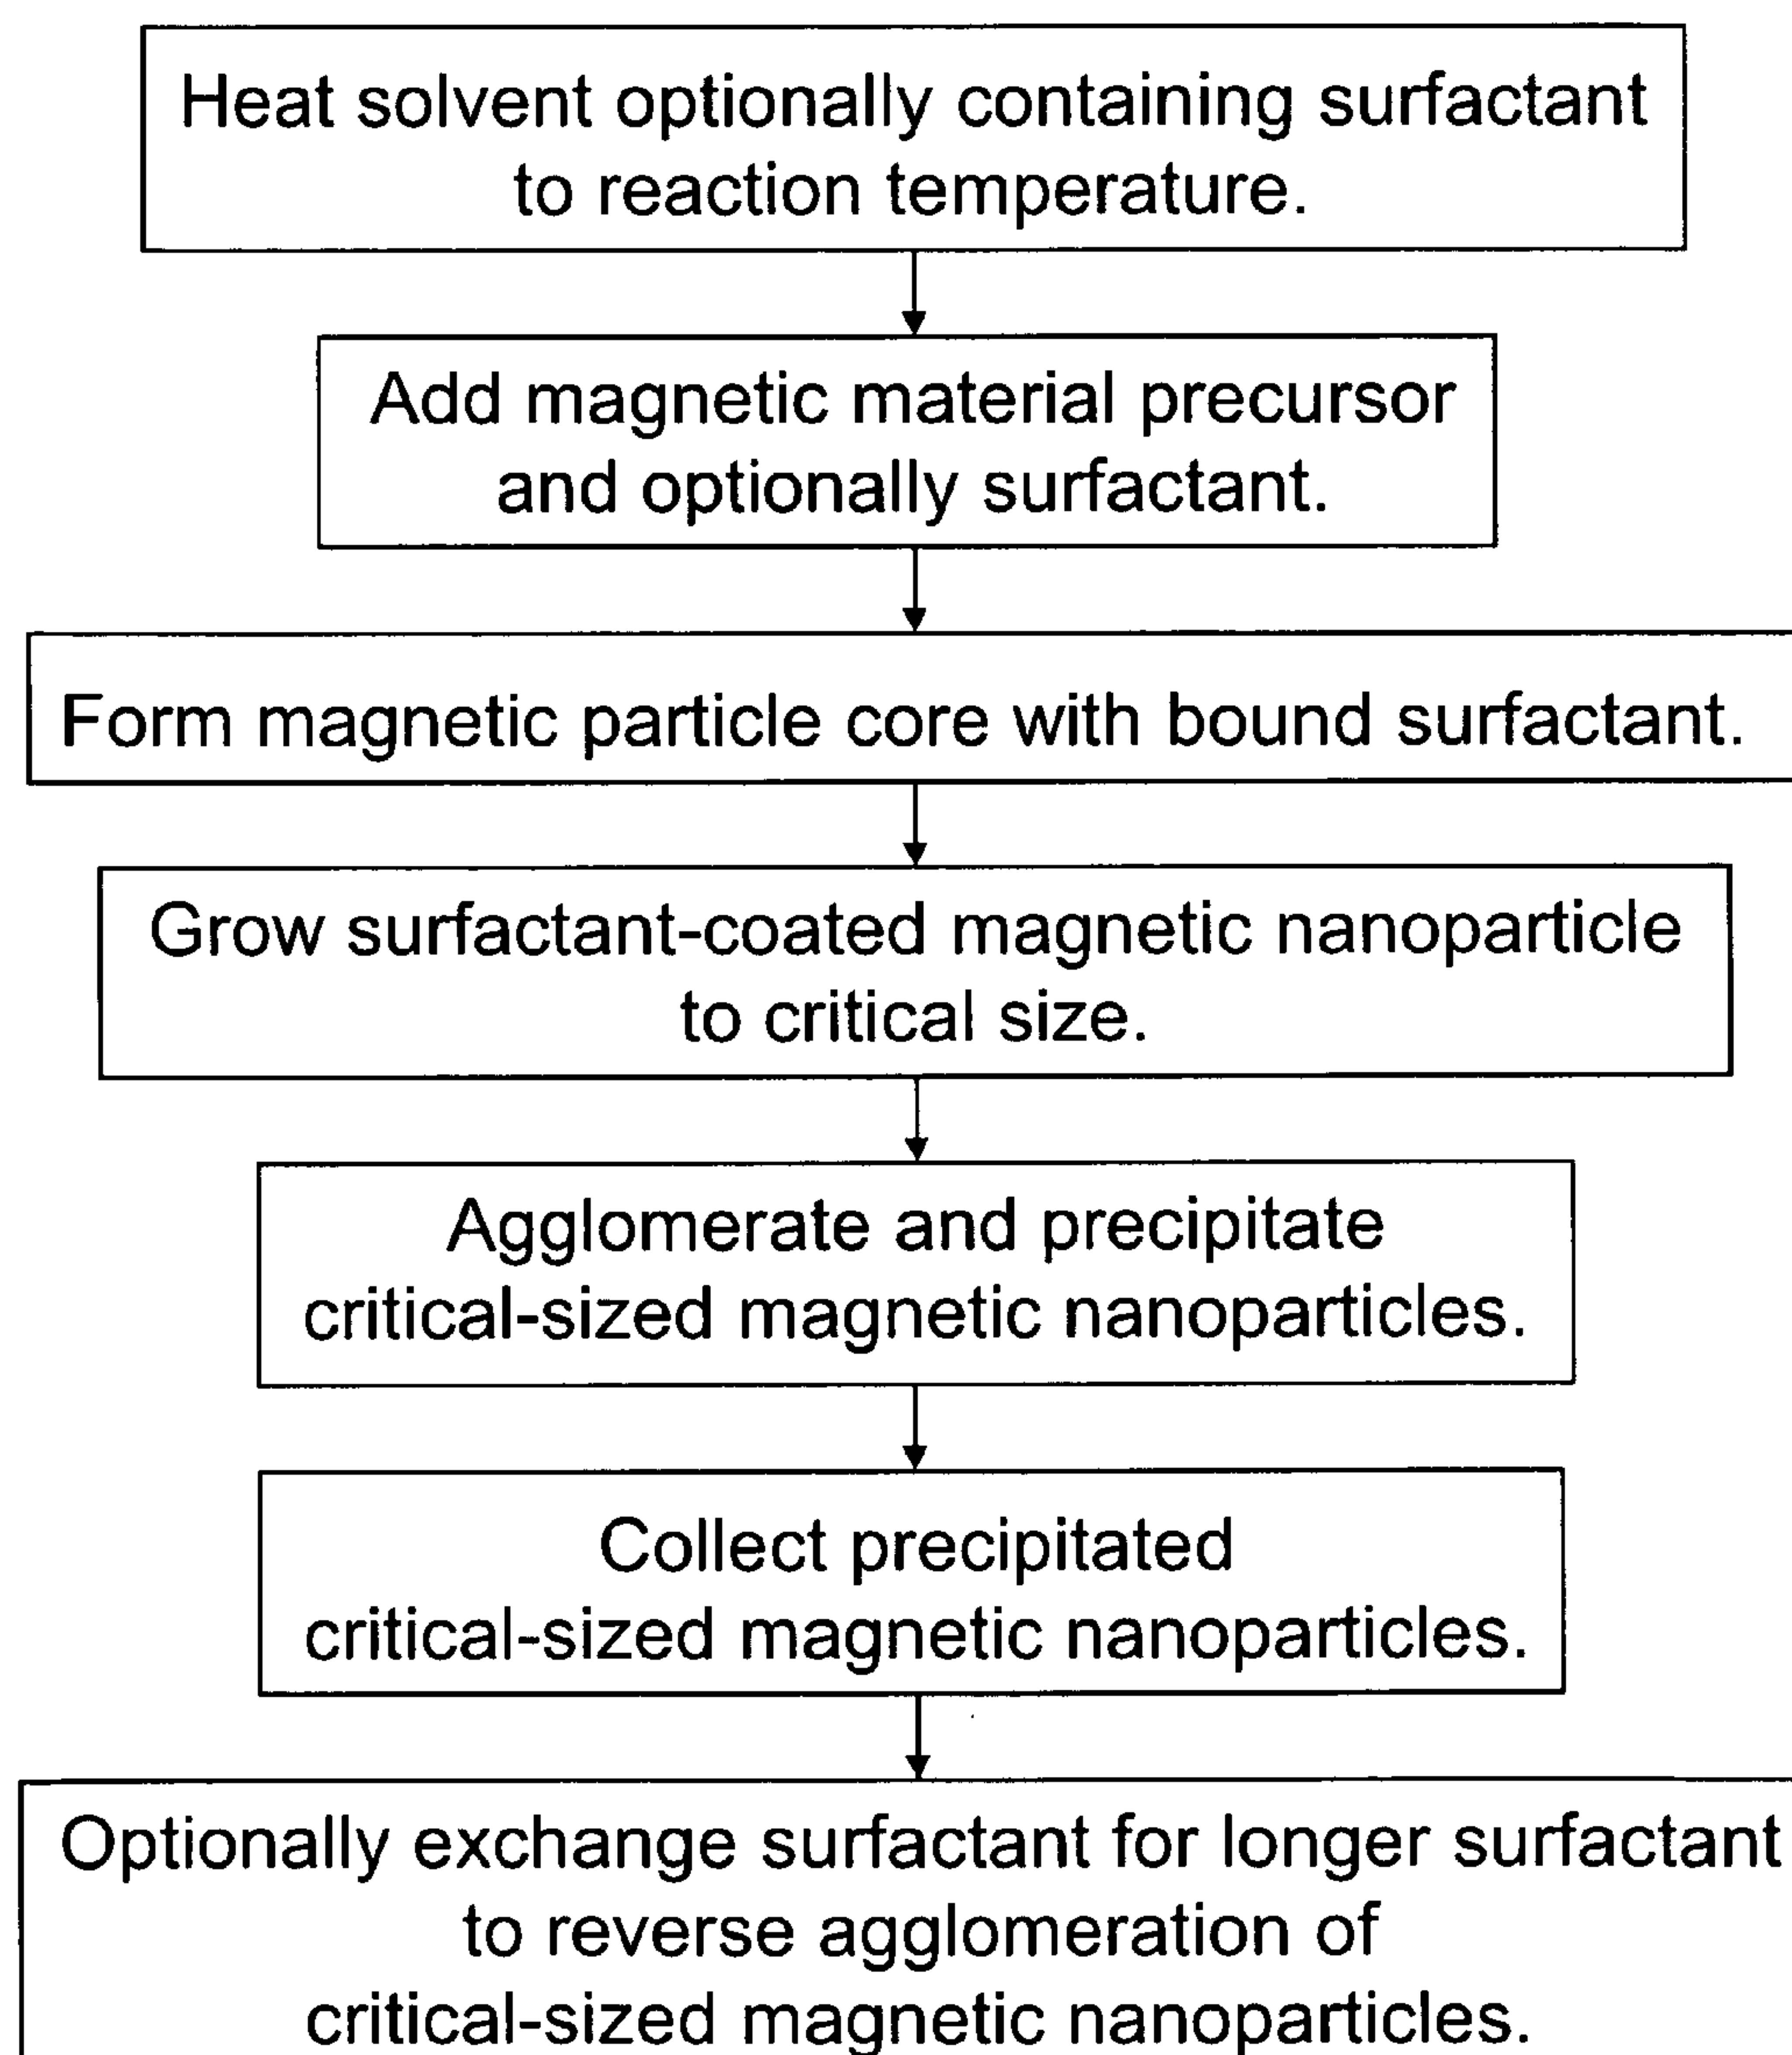 Heat solvent optionally containing surfactant
to reaction temperature.
Add magnetic material precursor
and optionally surfactant.
Form magnetic particle core with bound surfactant.
Grow surfactant-coated magnetic nanoparticle
to critical size.
Agglomerate and precipitate
critical-sized magnetic nanoparticles.
Collect precipitated
critical-sized magnetic nanoparticles.
Optionally exchange surfactant for longer surfactant
to reverse agglomeration of
critical-sized magnetic nanoparticles.